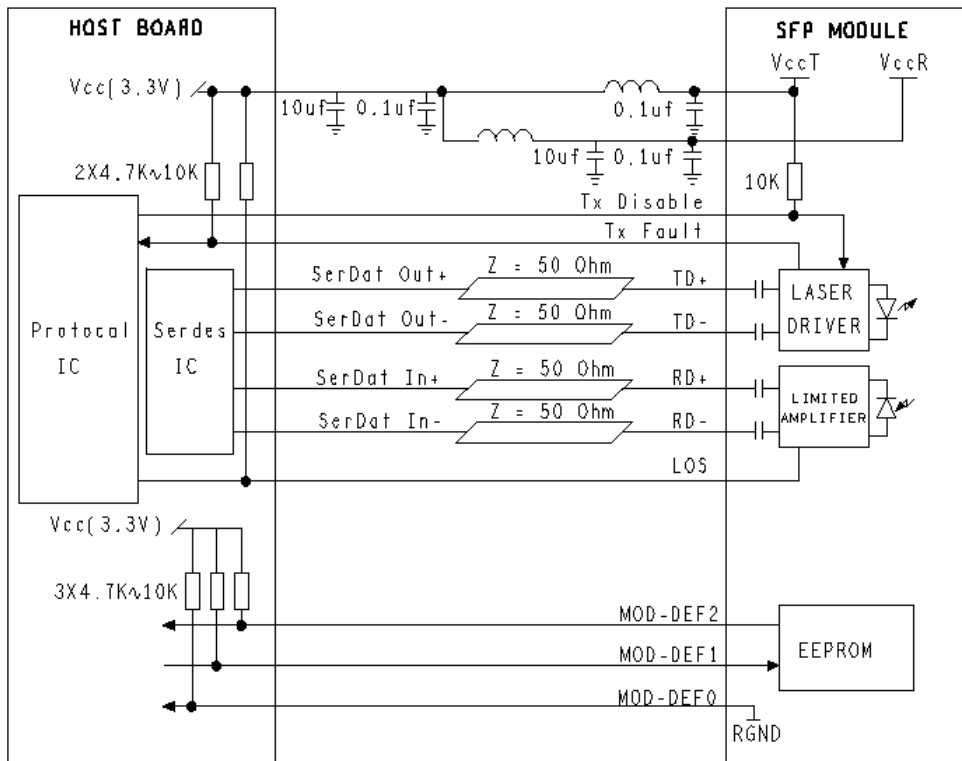 HOST BOARD
SFP MODULE
VccT
VccR
Vcc(3.3V)
10uf
0.1uf
0.1uf
10uf
0.1uf
2X4.7K∿10K
10K
Tx Disable
Tx Fault
Z = 50 Ohm
SerDat Out+
TD+
Z = 50 Ohm
SerDat Out-
TD-
LASER
DRIVER
Protocal
IC
Serdes
IC
Z = 50 Ohm
SerDat In+
RD+
Z = 50 Ohm
SerDat In-
RD-
LIMITED
AMPLIFIER
LOS
Vcc(3.3V)
3X4.7K∿10K
MOD-DEF2
MOD-DEF1
EEPROM
MOD-DEF0
RGND